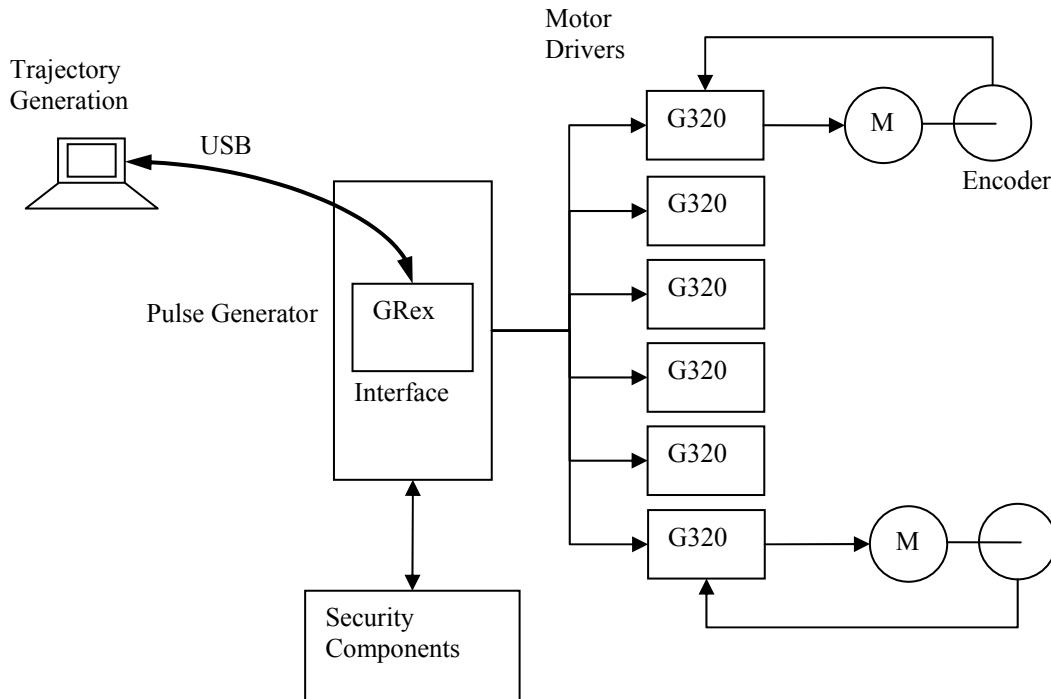 Motor
Drivers
Trajectory
Generation
USB
G320
M
Encoder
G320
G320
Pulse Generator
GRex
Interface
G320
G320
G320
M
Security
Components